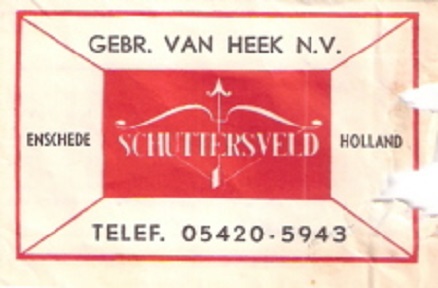 GEBR. VAN HEEK N.V.
ENSCHEDE
SCHUTTERSVELD
HOLLAND
TELEF. 05420-5943